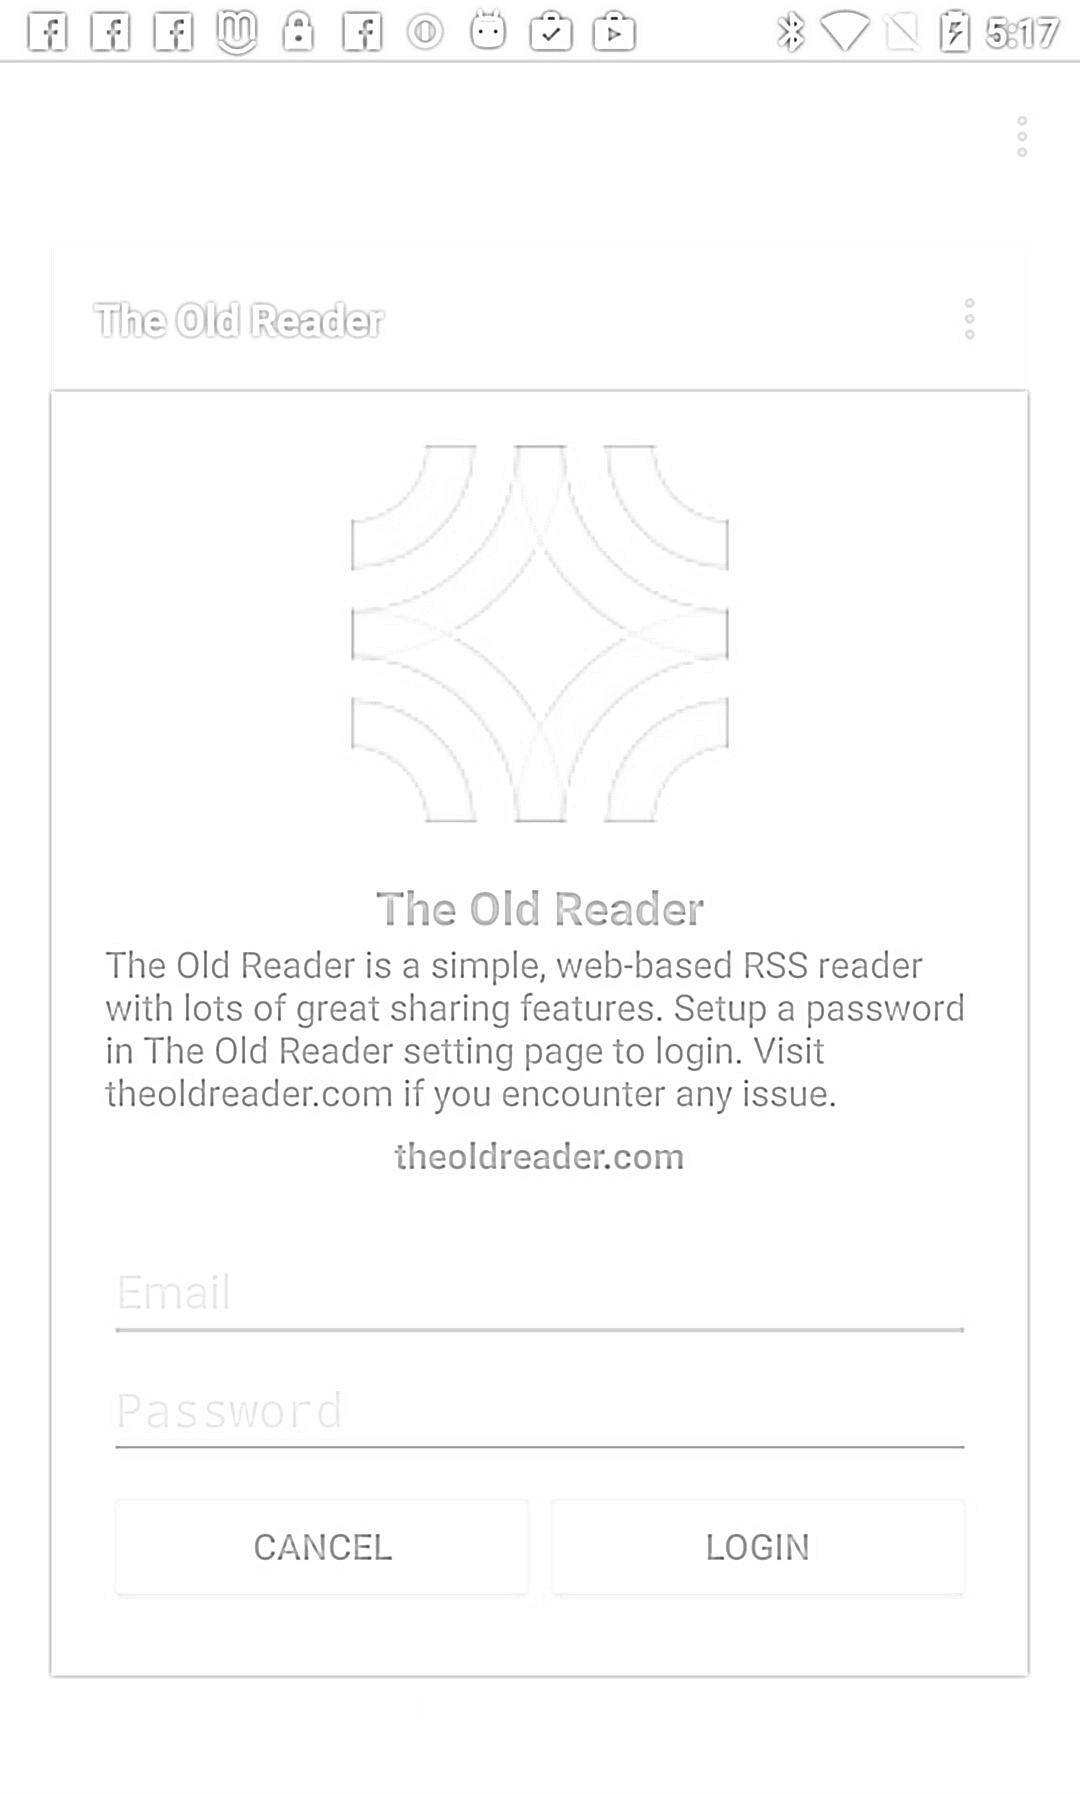 5:17
The Old Reader
The Old Reader
The Old Reader is a simple, web-based RSS reader
with lots of great sharing features. Setup a password
in The Old Reader setting page to login. Visit
theoldreader.com if you encounter any issue.
theoldreader.com
Email
Password
CANCEL
LOGIN